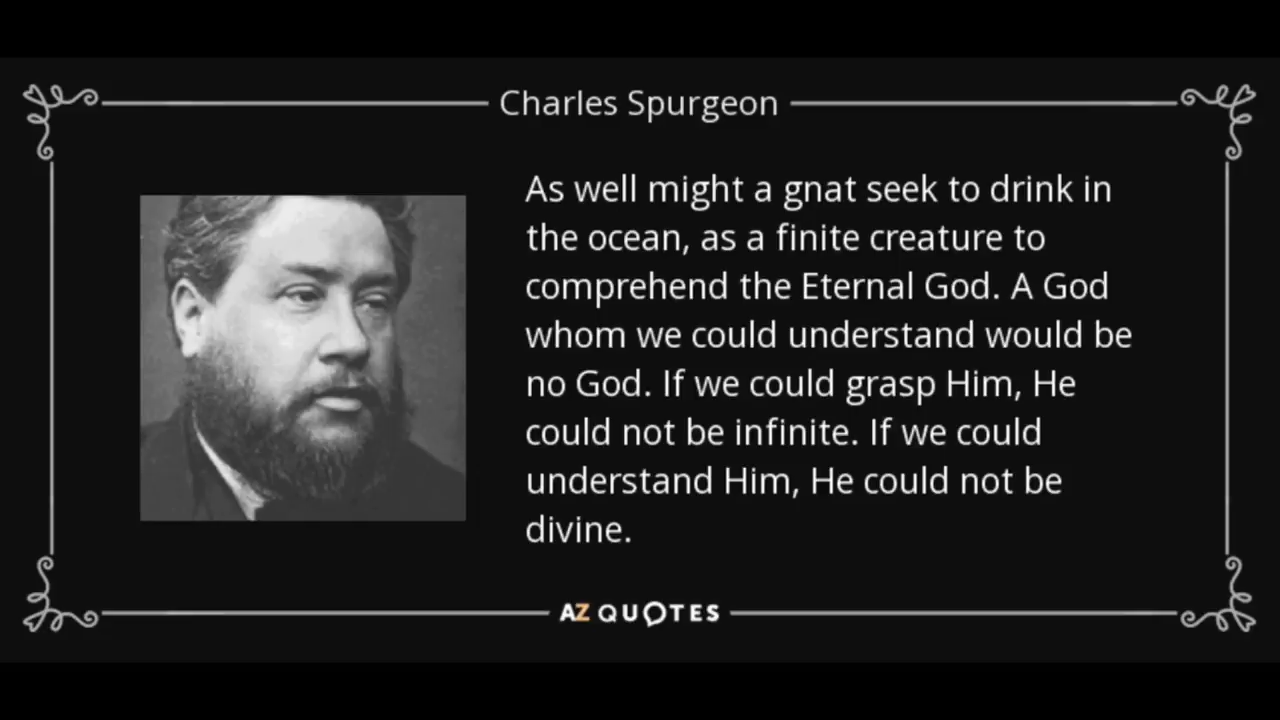 Charles Spurgeon
As well might a gnat seek to drink in
the ocean, as a finite creature to
comprehend the Eternal God. A God
whom we could understand would be
no God. If we could grasp Him, He
could not be infinite. If we could
understand Him, He could not be
divine.
AZ QUOTES